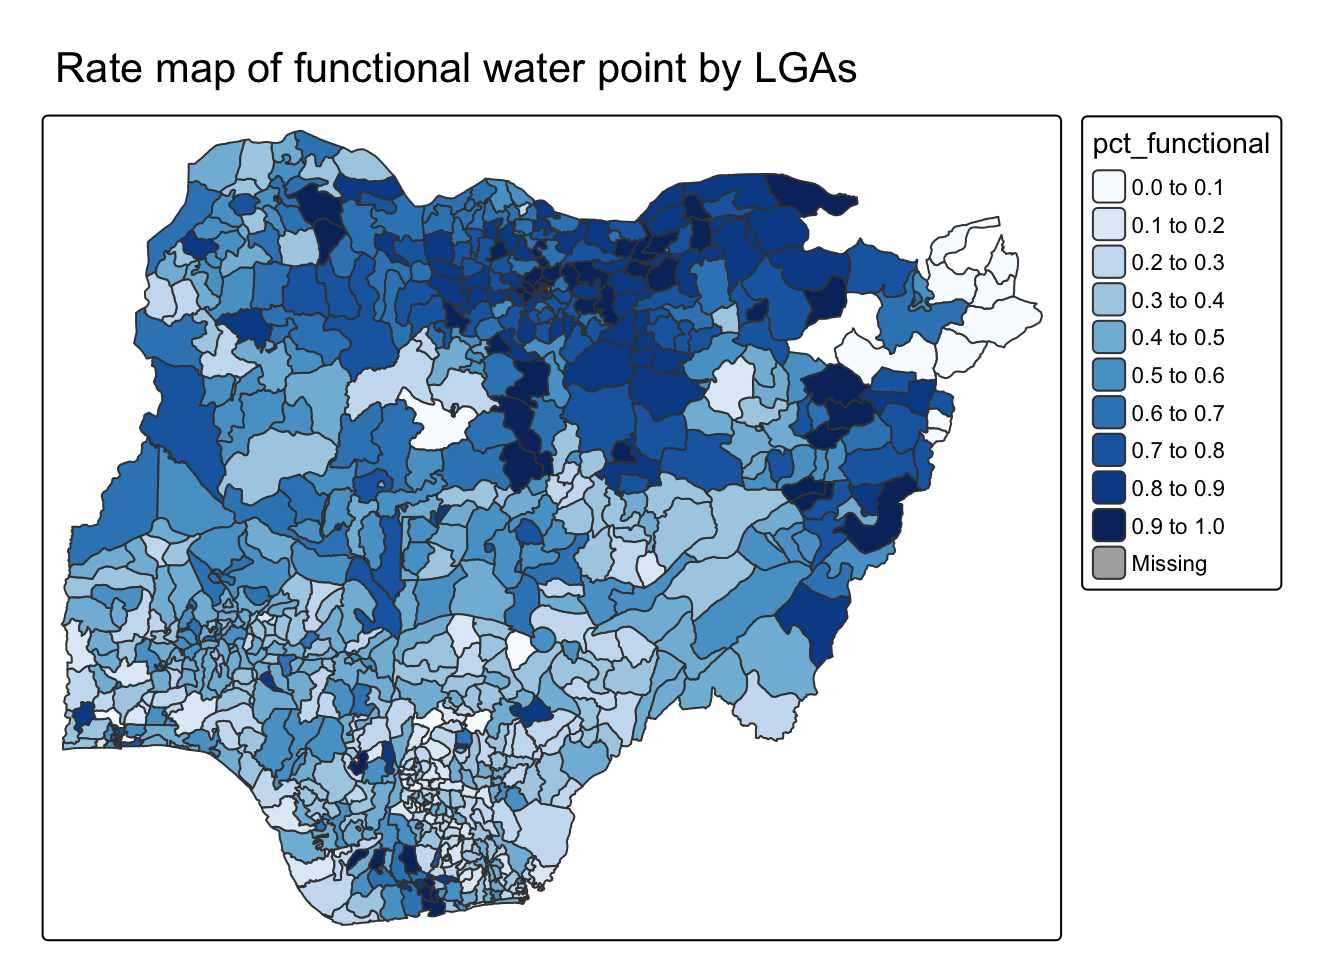 Rate map of functional water point by LGAs
pct_functional
0.0 to 0.1
0.1 to 0.2
0.2 to 0.3
0.3 to 0.4
0.4 to 0.5
0.5 to 0.6
0.6 to 0.7
0.7 to 0.8
0.8 to 0.9
0.9 to 1.0
Missing